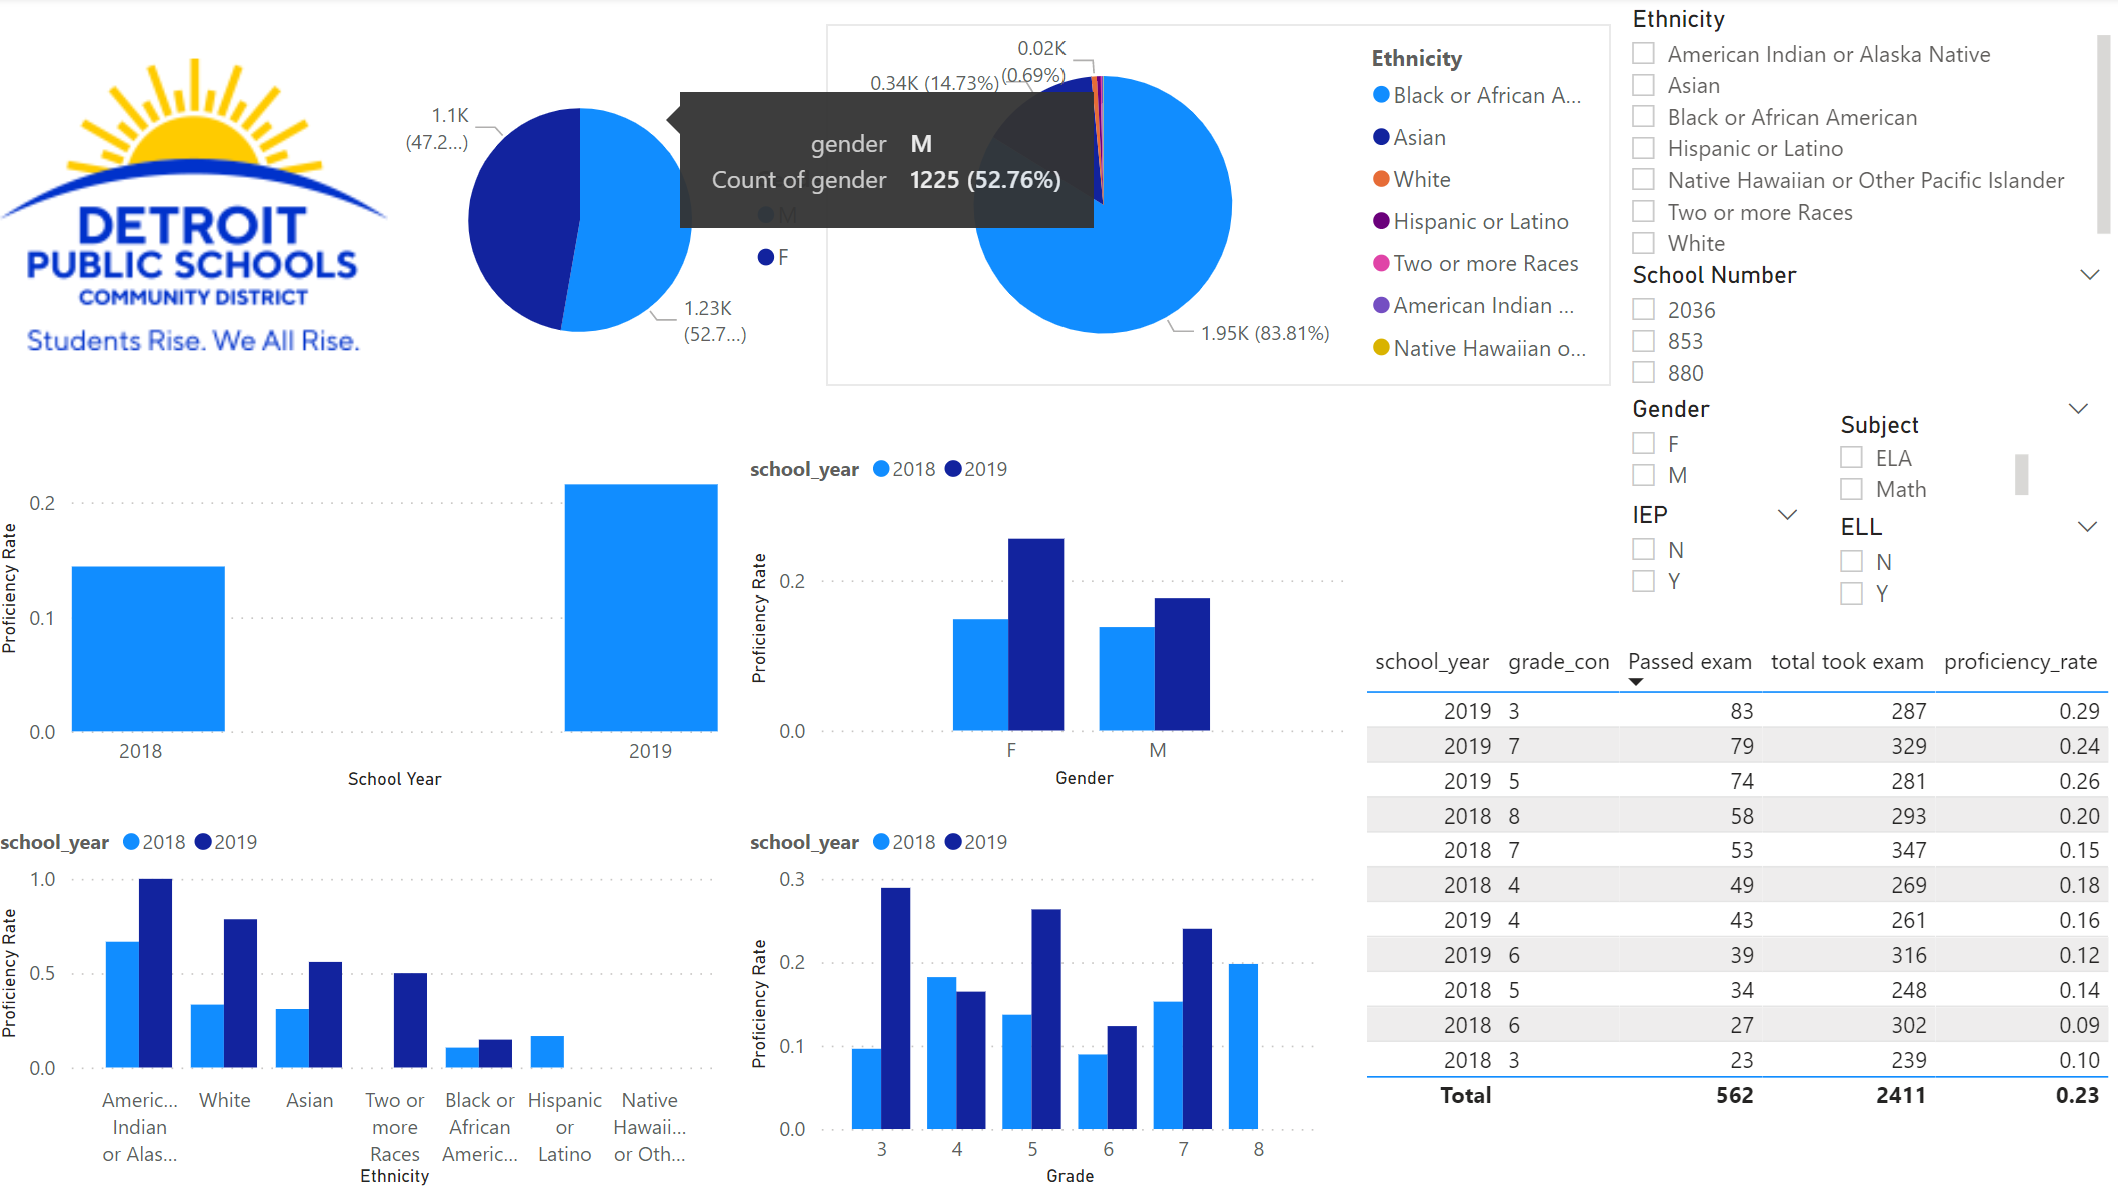 DETROIT
PUBLIC SCHOOLS
COMMUNITY DISTRICT
Students Rise. We All Rise.
1.1K
(47.2...)
1.23K
(52.7...)
M
F
gender M
Count of gender 1225 (52.76%)
0.02K
(0.69%)
0.34K (14.73%)
1.95K (83.81%)
Ethnicity
Black or African A...
Asian
White
Hispanic or Latino
Two or more Races
American Indian ...
Native Hawaiian o...
Ethnicity
American Indian or Alaska Native
Asian
Black or African American
Hispanic or Latino
Native Hawaiian or Other Pacific Islander
Two or more Races
White
School Number
2036
853
880
Gender
F
M
Subject
ELA
Math
IEP
N
Y
ELL
N
Y
Proficiency Rate
0.2
0.1
0.0
2018 2019
School Year
school_year 2018 2019
Proficiency Rate
0.2
0.0
F M
Gender
school_year 2018 2019
Proficiency Rate
1.0
0.5
0.0
Americ...
Indian
or Alas...
White
Asian
Two or
more
Races
Black or
African
Americ...
Hispanic
or
Latino
Native
Hawaii...
or Oth...
Ethnicity
school_year 2018 2019
Proficiency Rate
0.3
0.2
0.1
0.0
3 4 5 6 7 8
Grade
school_year grade_con Passed exam total took exam proficiency_rate
2019 3 83 287 0.29
2019 7 79 329 0.24
2019 5 74 281 0.26
2018 8 58 293 0.20
2018 7 53 347 0.15
2018 4 49 269 0.18
2019 4 43 261 0.16
2019 6 39 316 0.12
2018 5 34 248 0.14
2018 6 27 302 0.09
2018 3 23 239 0.10
Total 562 2411 0.23